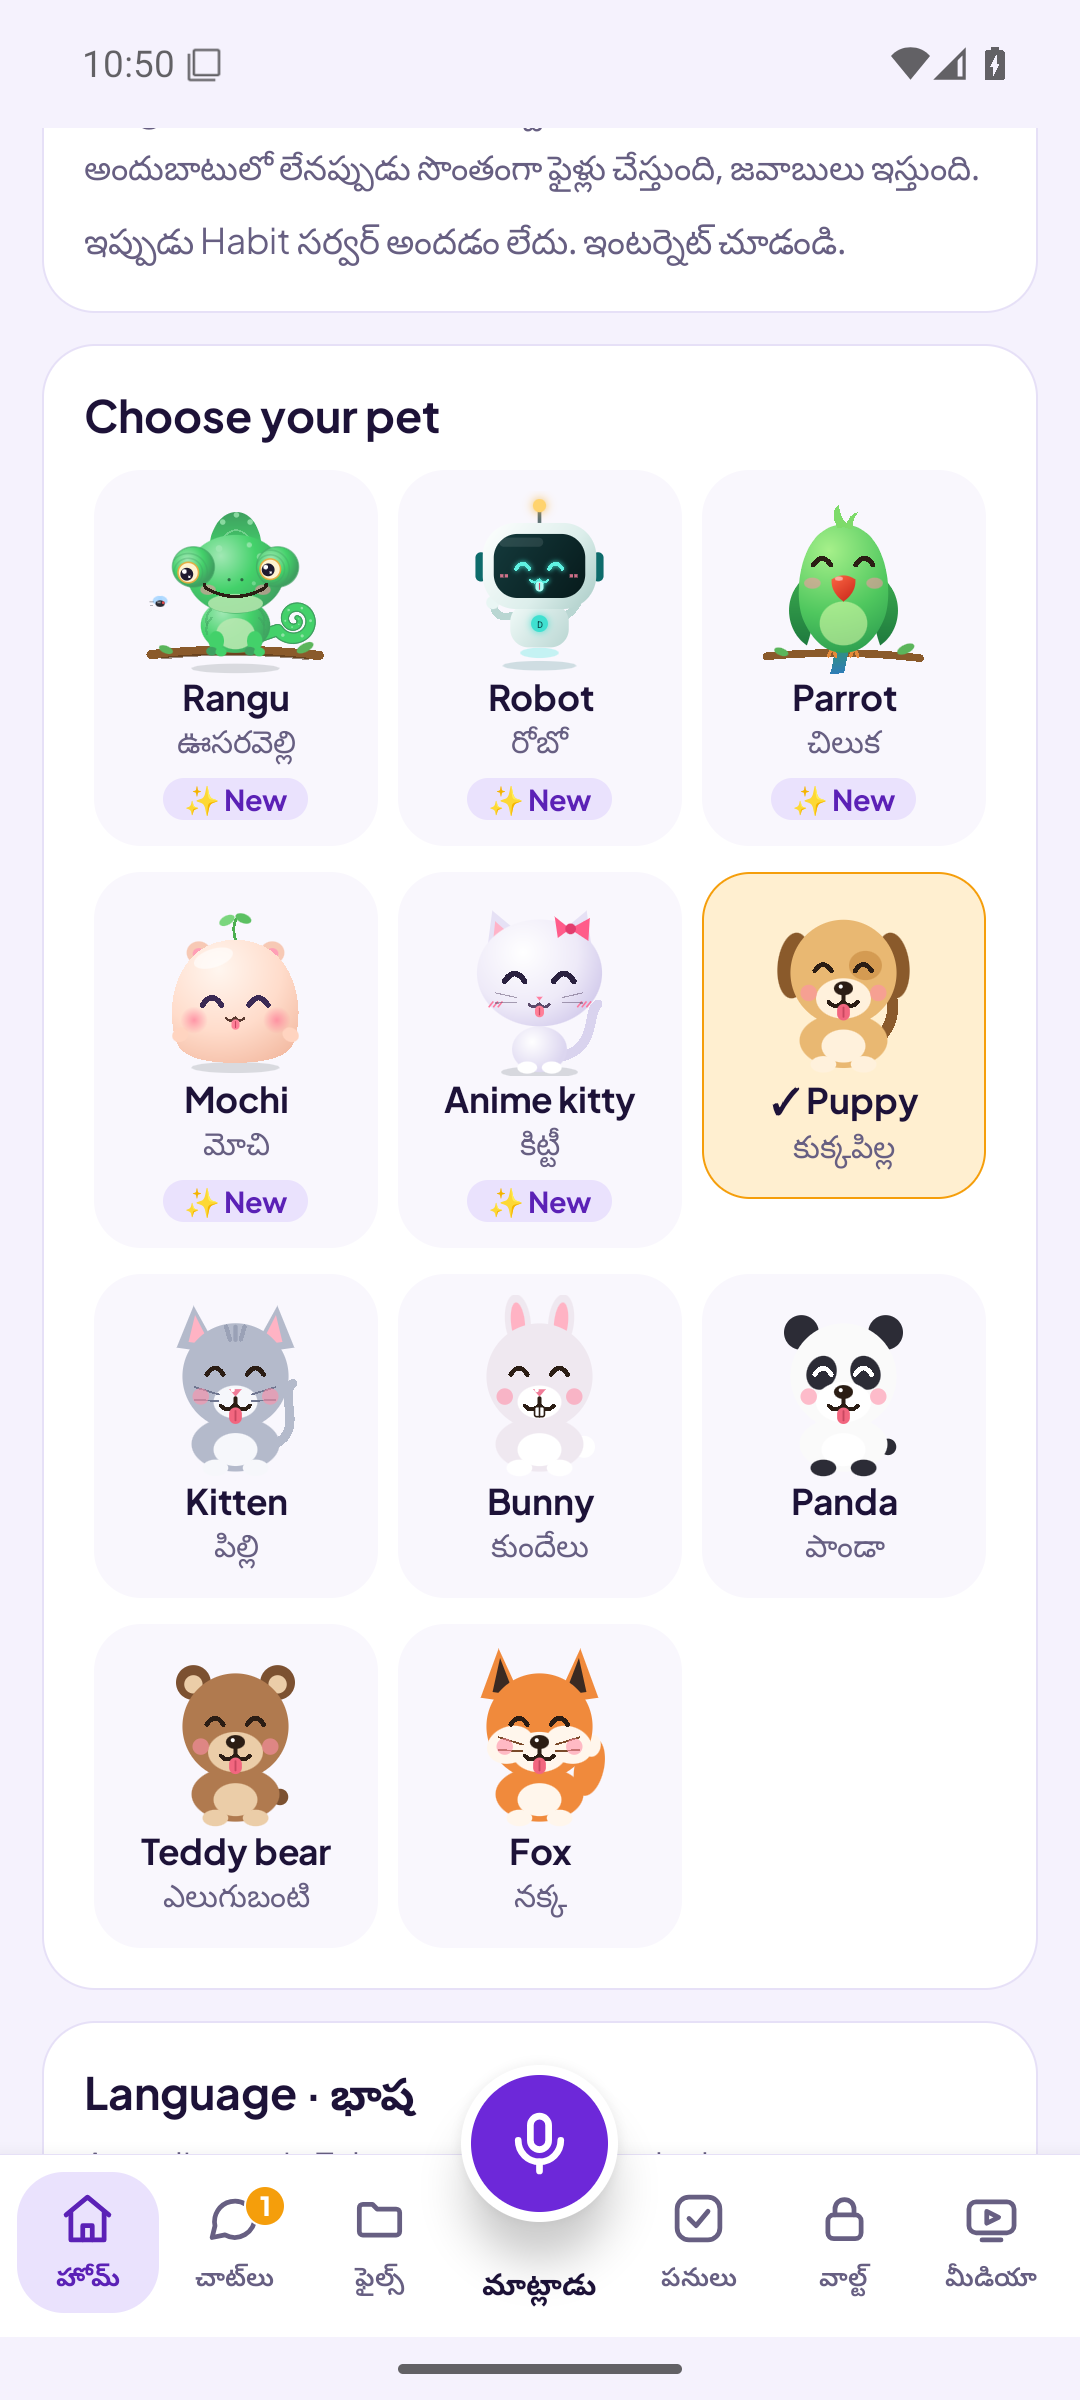 10:50
అందుబాటులో లేనప్పుడు సొంతంగా ఫైళ్లు చేస్తుంది, జవాబులు ఇస్తుంది.
ఇప్పుడు Habit సర్వర్ అందడం లేదు. ఇంటర్నెట్ చూడండి.
Choose your pet
Rangu
ఊసరవెల్లి
✨ New
Robot
రోబో
✨ New
Parrot
చిలుక
✨ New
Mochi
మోచి
✨ New
Anime kitty
కిట్టీ
✨ New
✓ Puppy
కుక్కపిల్ల
Kitten
పిల్లి
Bunny
కుందేలు
Panda
పాండా
Teddy bear
ఎలుగుబంటి
Fox
నక్క
Language · భాష
1
హోమ్
చాట్‌లు
ఫైల్స్
మాట్లాడు
పనులు
వాల్ట్
మీడియా